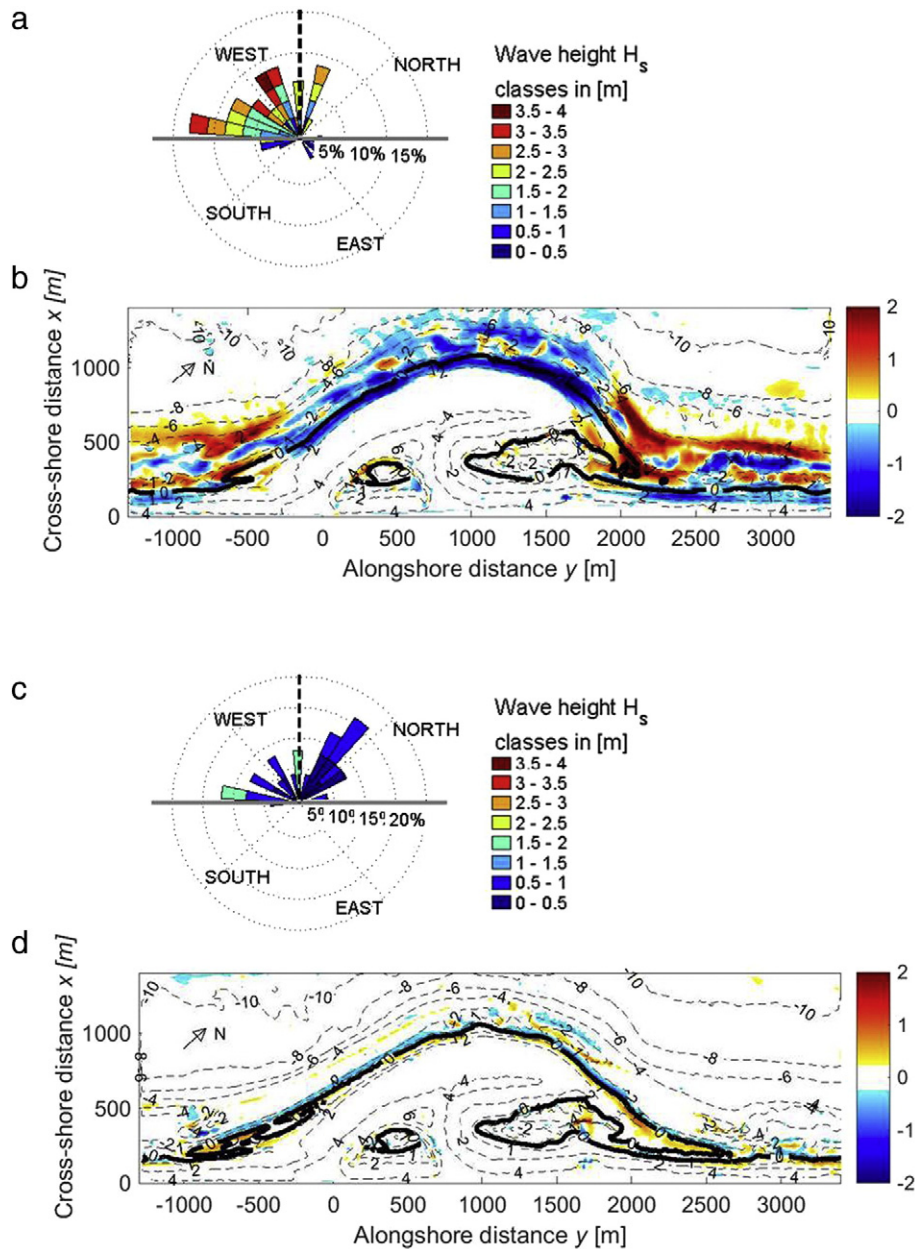 a
WEST
NORTH
5% 10% 15%
SOUTH
EAST
Wave height Hs
classes in [m]
3.5 - 4
3 - 3.5
2.5 - 3
2 - 2.5
1.5 - 2
1 - 1.5
0.5 - 1
0 - 0.5
b
Cross-shore distance x [m]
1000
500
0
N
-1000 -500 0 500 1000 1500 2000 2500 3000
Alongshore distance y [m]
2
1
0
-1
-2
c
WEST
NORTH
20%
SOUTH
EAST
Wave height Hs
classes in [m]
3.5 - 4
3 - 3.5
2.5 - 3
2 - 2.5
1.5 - 2
1 - 1.5
0.5 - 1
0 - 0.5
d
Cross-shore distance x [m]
1000
500
0
N
-1000 -500 0 500 1000 1500 2000 2500 3000
Alongshore distance y [m]
2
1
0
-1
-2